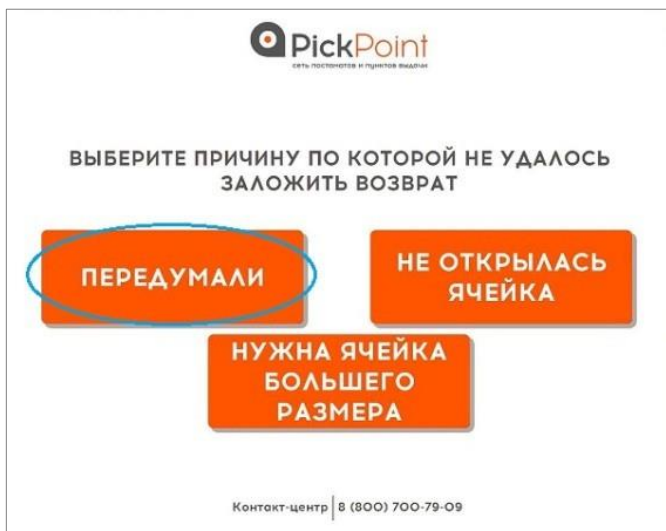 PickPoint
сеть постаматов и пунктов выдачи
ВЫБЕРИТЕ ПРИЧИНУ ПО КОТОРОЙ НЕ УДАЛОСЬ
ЗАЛОЖИТЬ ВОЗВРАТ
ПЕРЕДУМАЛИ
НЕ ОТКРЫЛАСЬ
ЯЧЕЙКА
НУЖНА ЯЧЕЙКА
БОЛЬШЕГО
РАЗМЕРА
Контакт-центр 8 (800) 700-79-09